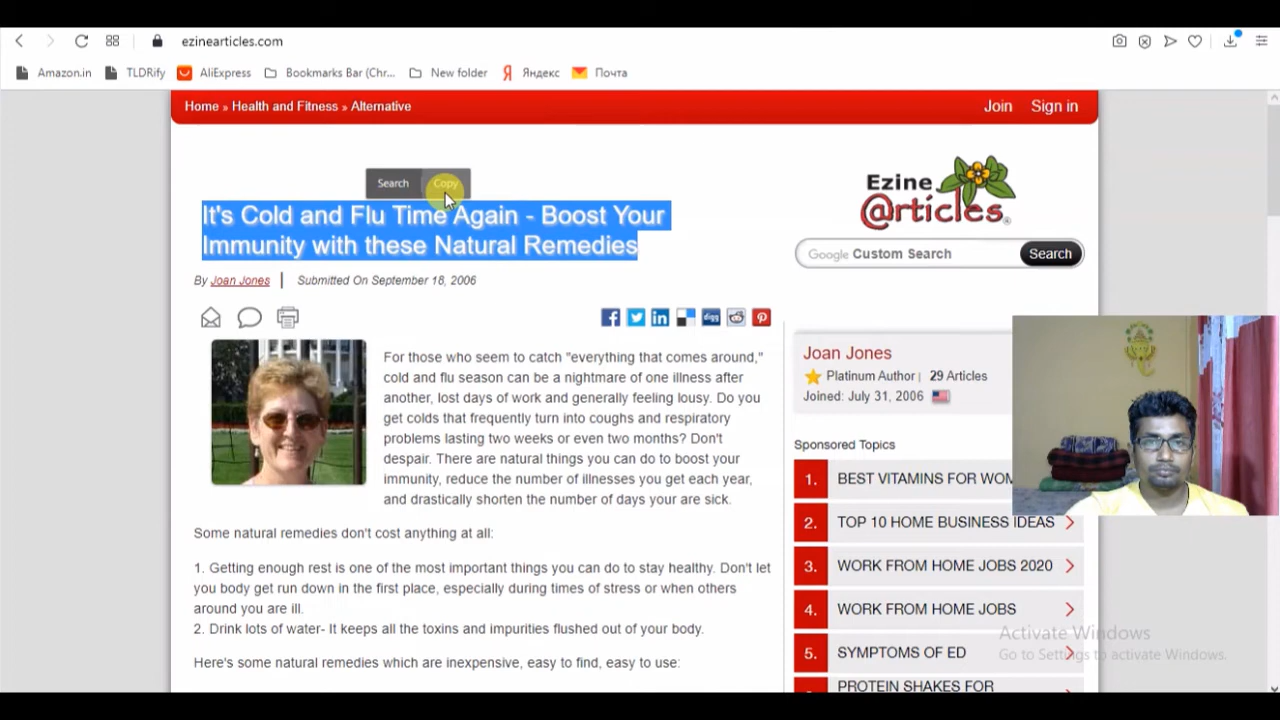 ezinearticles.com
Amazon.in TLDRify AliExpress Bookmarks Bar (Chr... New folder Яндекс Почта
Home » Health and Fitness » Alternative
Join Sign in
Search Copy
It's Cold and Flu Time Again - Boost Your
Immunity with these Natural Remedies
By Joan Jones | Submitted On September 18, 2006
Ezine
@rticles®
Google Custom Search Search
digg
For those who seem to catch "everything that comes around,"
cold and flu season can be a nightmare of one illness after
another, lost days of work and generally feeling lousy. Do you
get colds that frequently turn into coughs and respiratory
problems lasting two weeks or even two months? Don't
despair. There are natural things you can do to boost your
immunity, reduce the number of illnesses you get each year,
and drastically shorten the number of days your are sick.
Some natural remedies don't cost anything at all:
1. Getting enough rest is one of the most important things you can do to stay healthy. Don't let
you body get run down in the first place, especially during times of stress or when others
around you are ill.
2. Drink lots of water- It keeps all the toxins and impurities flushed out of your body.
Here's some natural remedies which are inexpensive, easy to find, easy to use:
Joan Jones
Platinum Author | 29 Articles
Joined: July 31, 2006
Sponsored Topics
1. BEST VITAMINS FOR WOM
2. TOP 10 HOME BUSINESS IDEAS
3. WORK FROM HOME JOBS 2020
4. WORK FROM HOME JOBS
5. SYMPTOMS OF ED
PROTEIN SHAKES FOR
Activate Windows
Go to Settings to activate Windows.